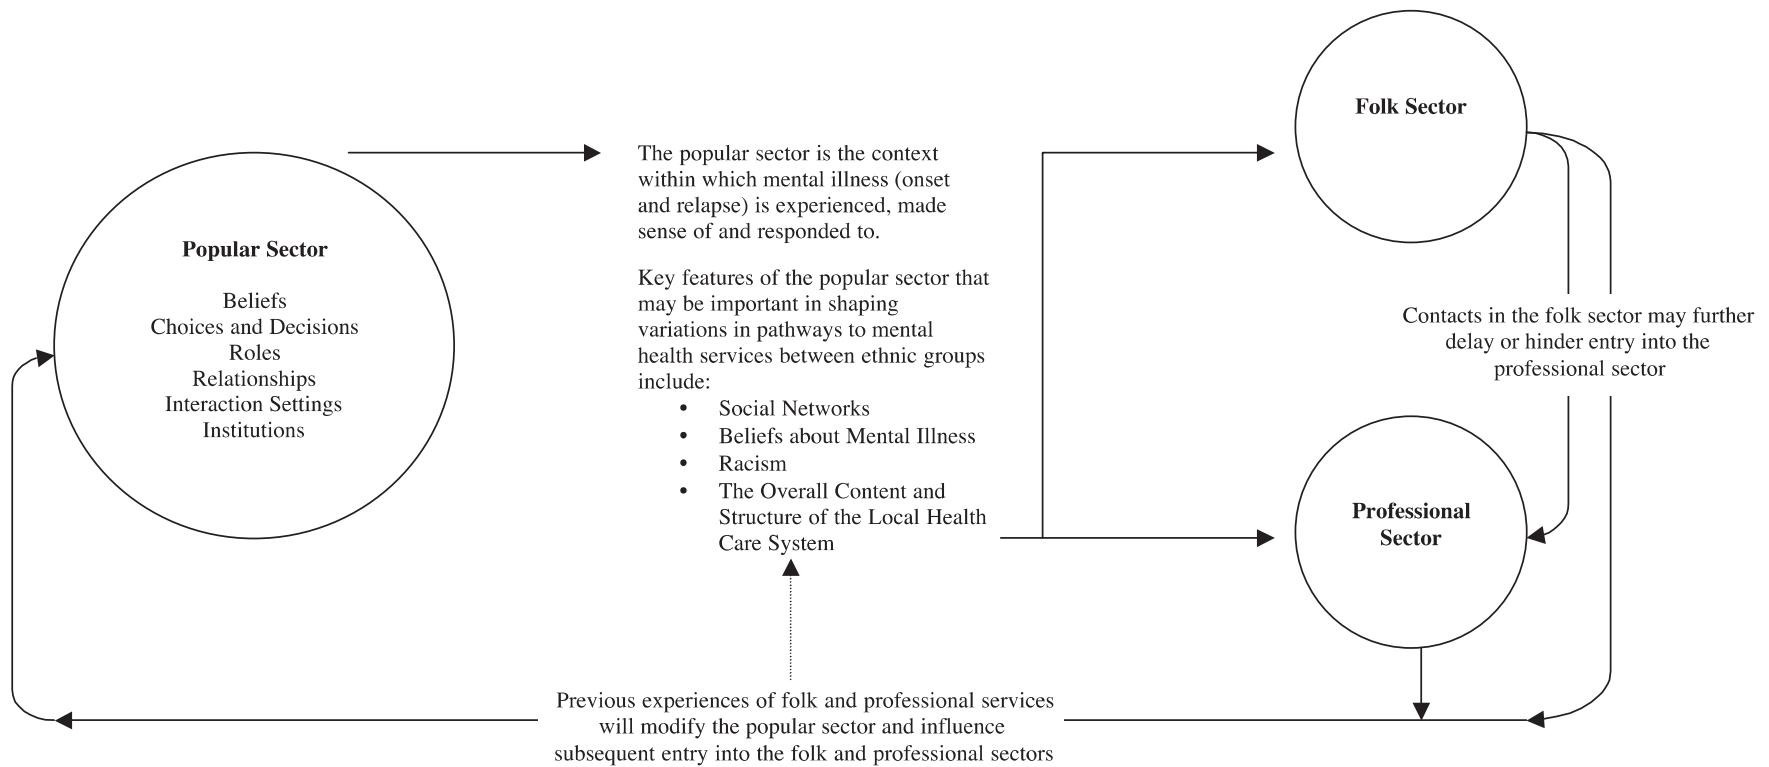 Popular Sector
Beliefs
Choices and Decisions
Roles
Relationships
Interaction Settings
Institutions
The popular sector is the context
within which mental illness (onset
and relapse) is experienced, made
sense of and responded to.
Key features of the popular sector that
may be important in shaping
variations in pathways to mental
health services between ethnic groups
include:
• Social Networks
• Beliefs about Mental Illness
• Racism
• The Overall Content and
Structure of the Local Health
Care System
Folk Sector
Contacts in the folk sector may further
delay or hinder entry into the
professional sector
Professional
Sector
Previous experiences of folk and professional services
will modify the popular sector and influence
subsequent entry into the folk and professional sectors